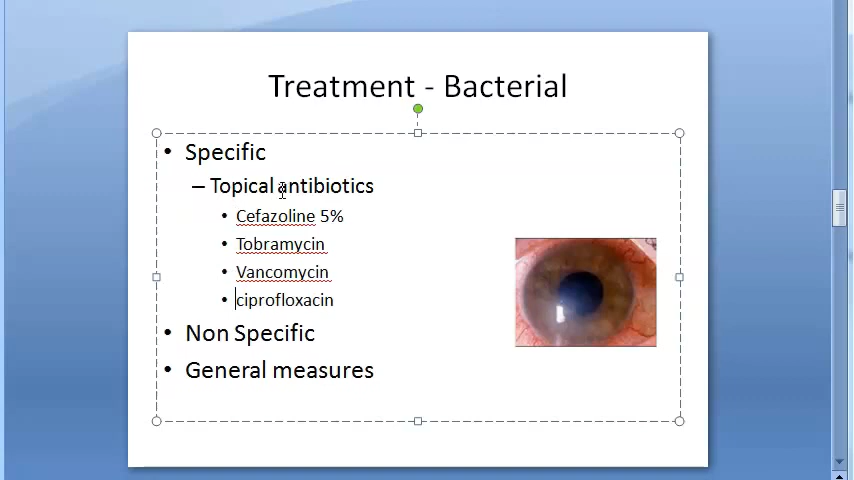 Treatment - Bacterial
• Specific
– Topical antibiotics
• Cefazoline 5%
• Tobramycin
• Vancomycin
• ciprofloxacin
• Non Specific
• General measures